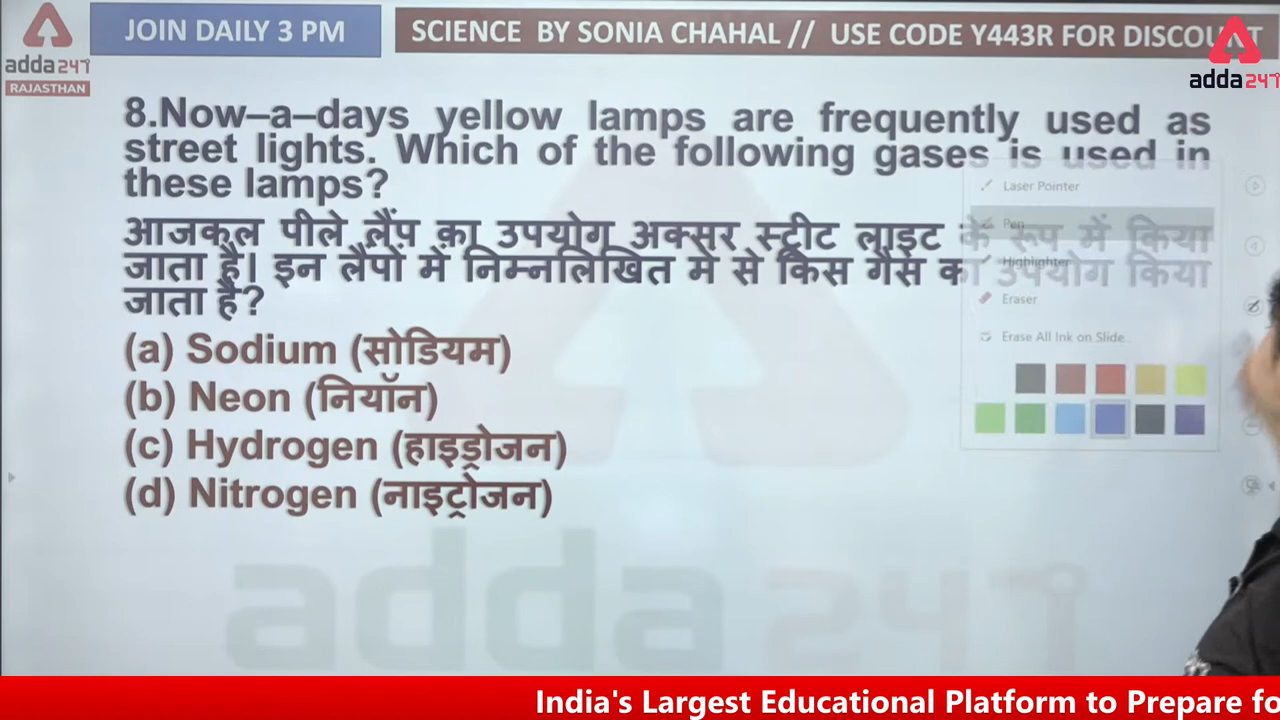 JOIN DAILY 3 PM
SCIENCE BY SONIA CHAHAL // USE CODE Y443R FOR DISCOUNT
adda247
RAJASTHAN
adda247
8.Now–a–days yellow lamps are frequently used as
street lights. Which of the following gases is used in
these lamps?
आजकल पीले लैंप का उपयोग अक्सर स्ट्रीट लाइट के रूप में किया
जाता है। इन लैंपों में निम्नलिखित में से किस गैस का उपयोग किया
जाता है?
(a) Sodium (सोडियम)
(b) Neon (नियॉन)
(c) Hydrogen (हाइड्रोजन)
(d) Nitrogen (नाइट्रोजन)
Laser Pointer
Pen
Highlighter
Eraser
Erase All Ink on Slide
adda247
India's Largest Educational Platform to Prepare fo